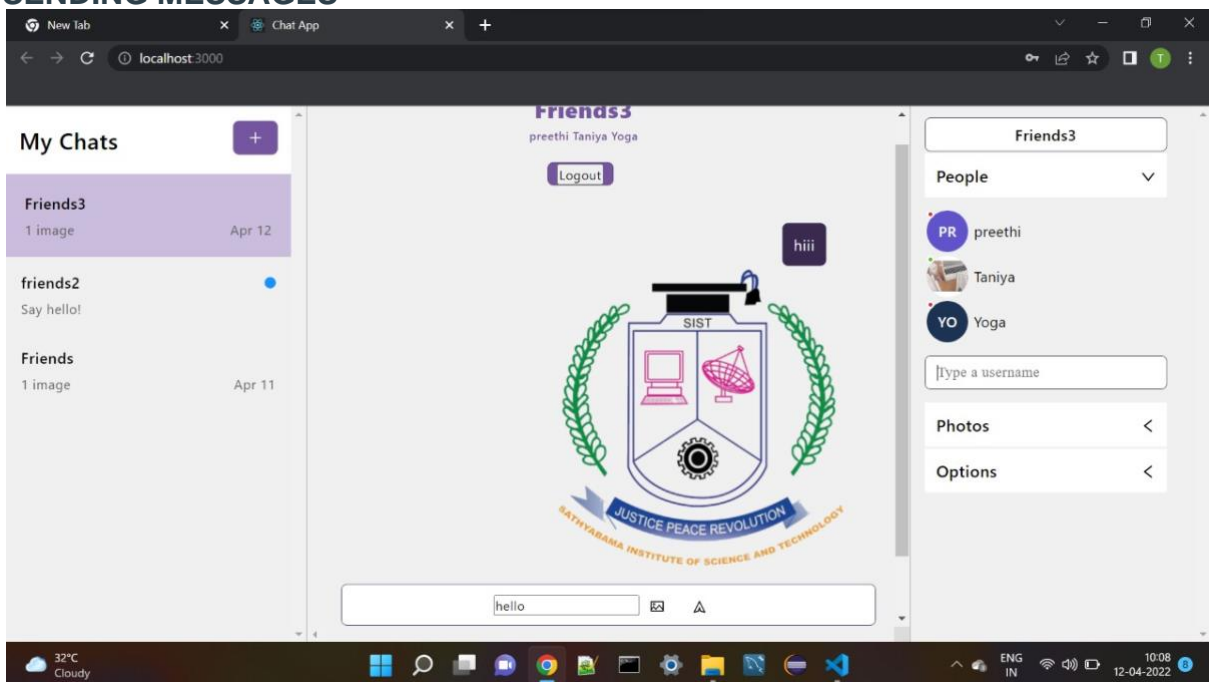 SENDING MESSAGES
New Tab
Chat App
localhost:3000
T
My Chats
+
Friends3
1 image Apr 12
friends2
Say hello!
Friends
1 image Apr 11
Friends3
preethi Taniya Yoga
Logout
hiii
SIST
JUSTICE PEACE REVOLUTION
SATHYABAMA INSTITUTE OF SCIENCE AND TECHNOLOGY
hello
Friends3
People
PR preethi
Taniya
YO Yoga
Type a username
Photos
Options
32°C
Cloudy
ENG
IN
10:08
12-04-2022
8